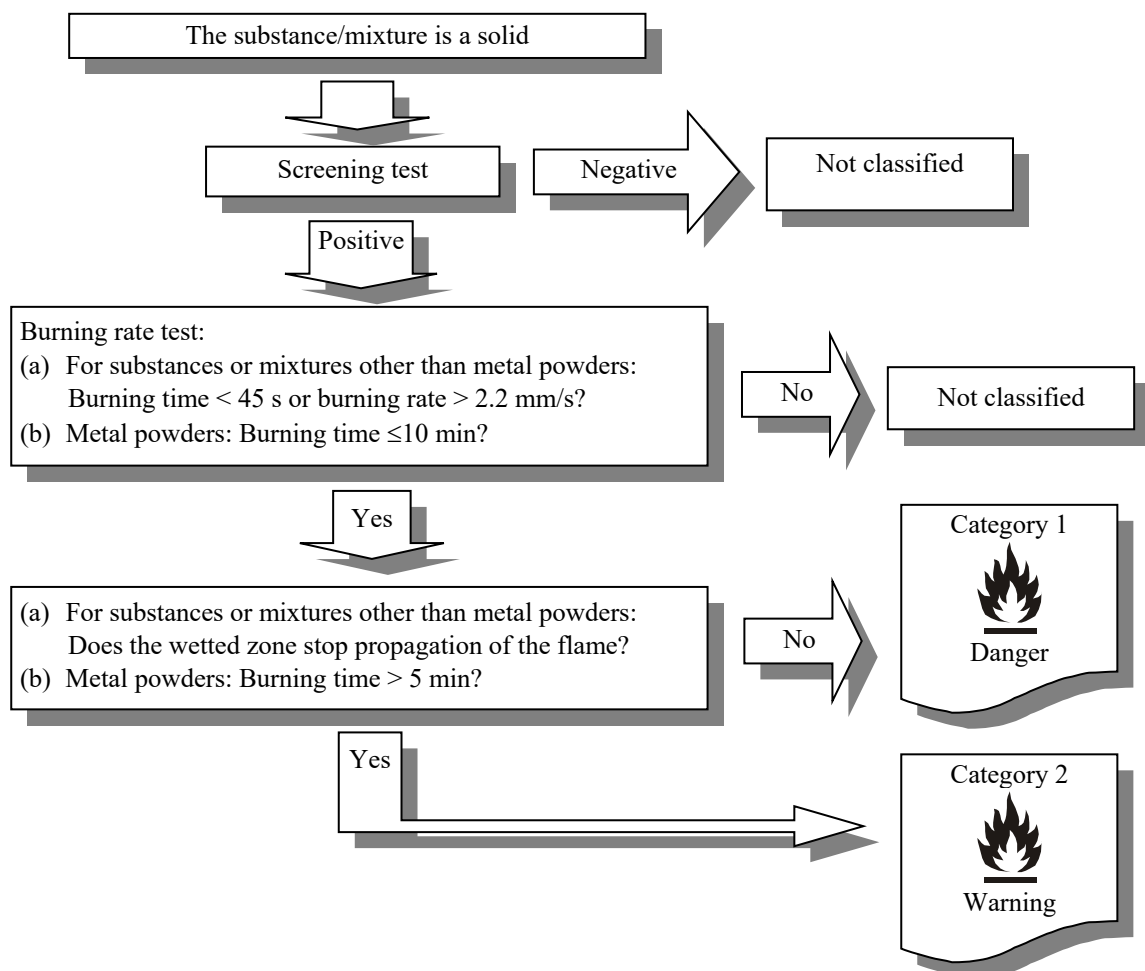 The substance/mixture is a solid
Screening test
Negative
Not classified
Positive
Burning rate test:
(a) For substances or mixtures other than metal powders:
Burning time < 45 s or burning rate > 2.2 mm/s?
(b) Metal powders: Burning time ≤10 min?
No
Not classified
Yes
(a) For substances or mixtures other than metal powders:
Does the wetted zone stop propagation of the flame?
(b) Metal powders: Burning time > 5 min?
No
Category 1
Danger
Yes
Category 2
Warning